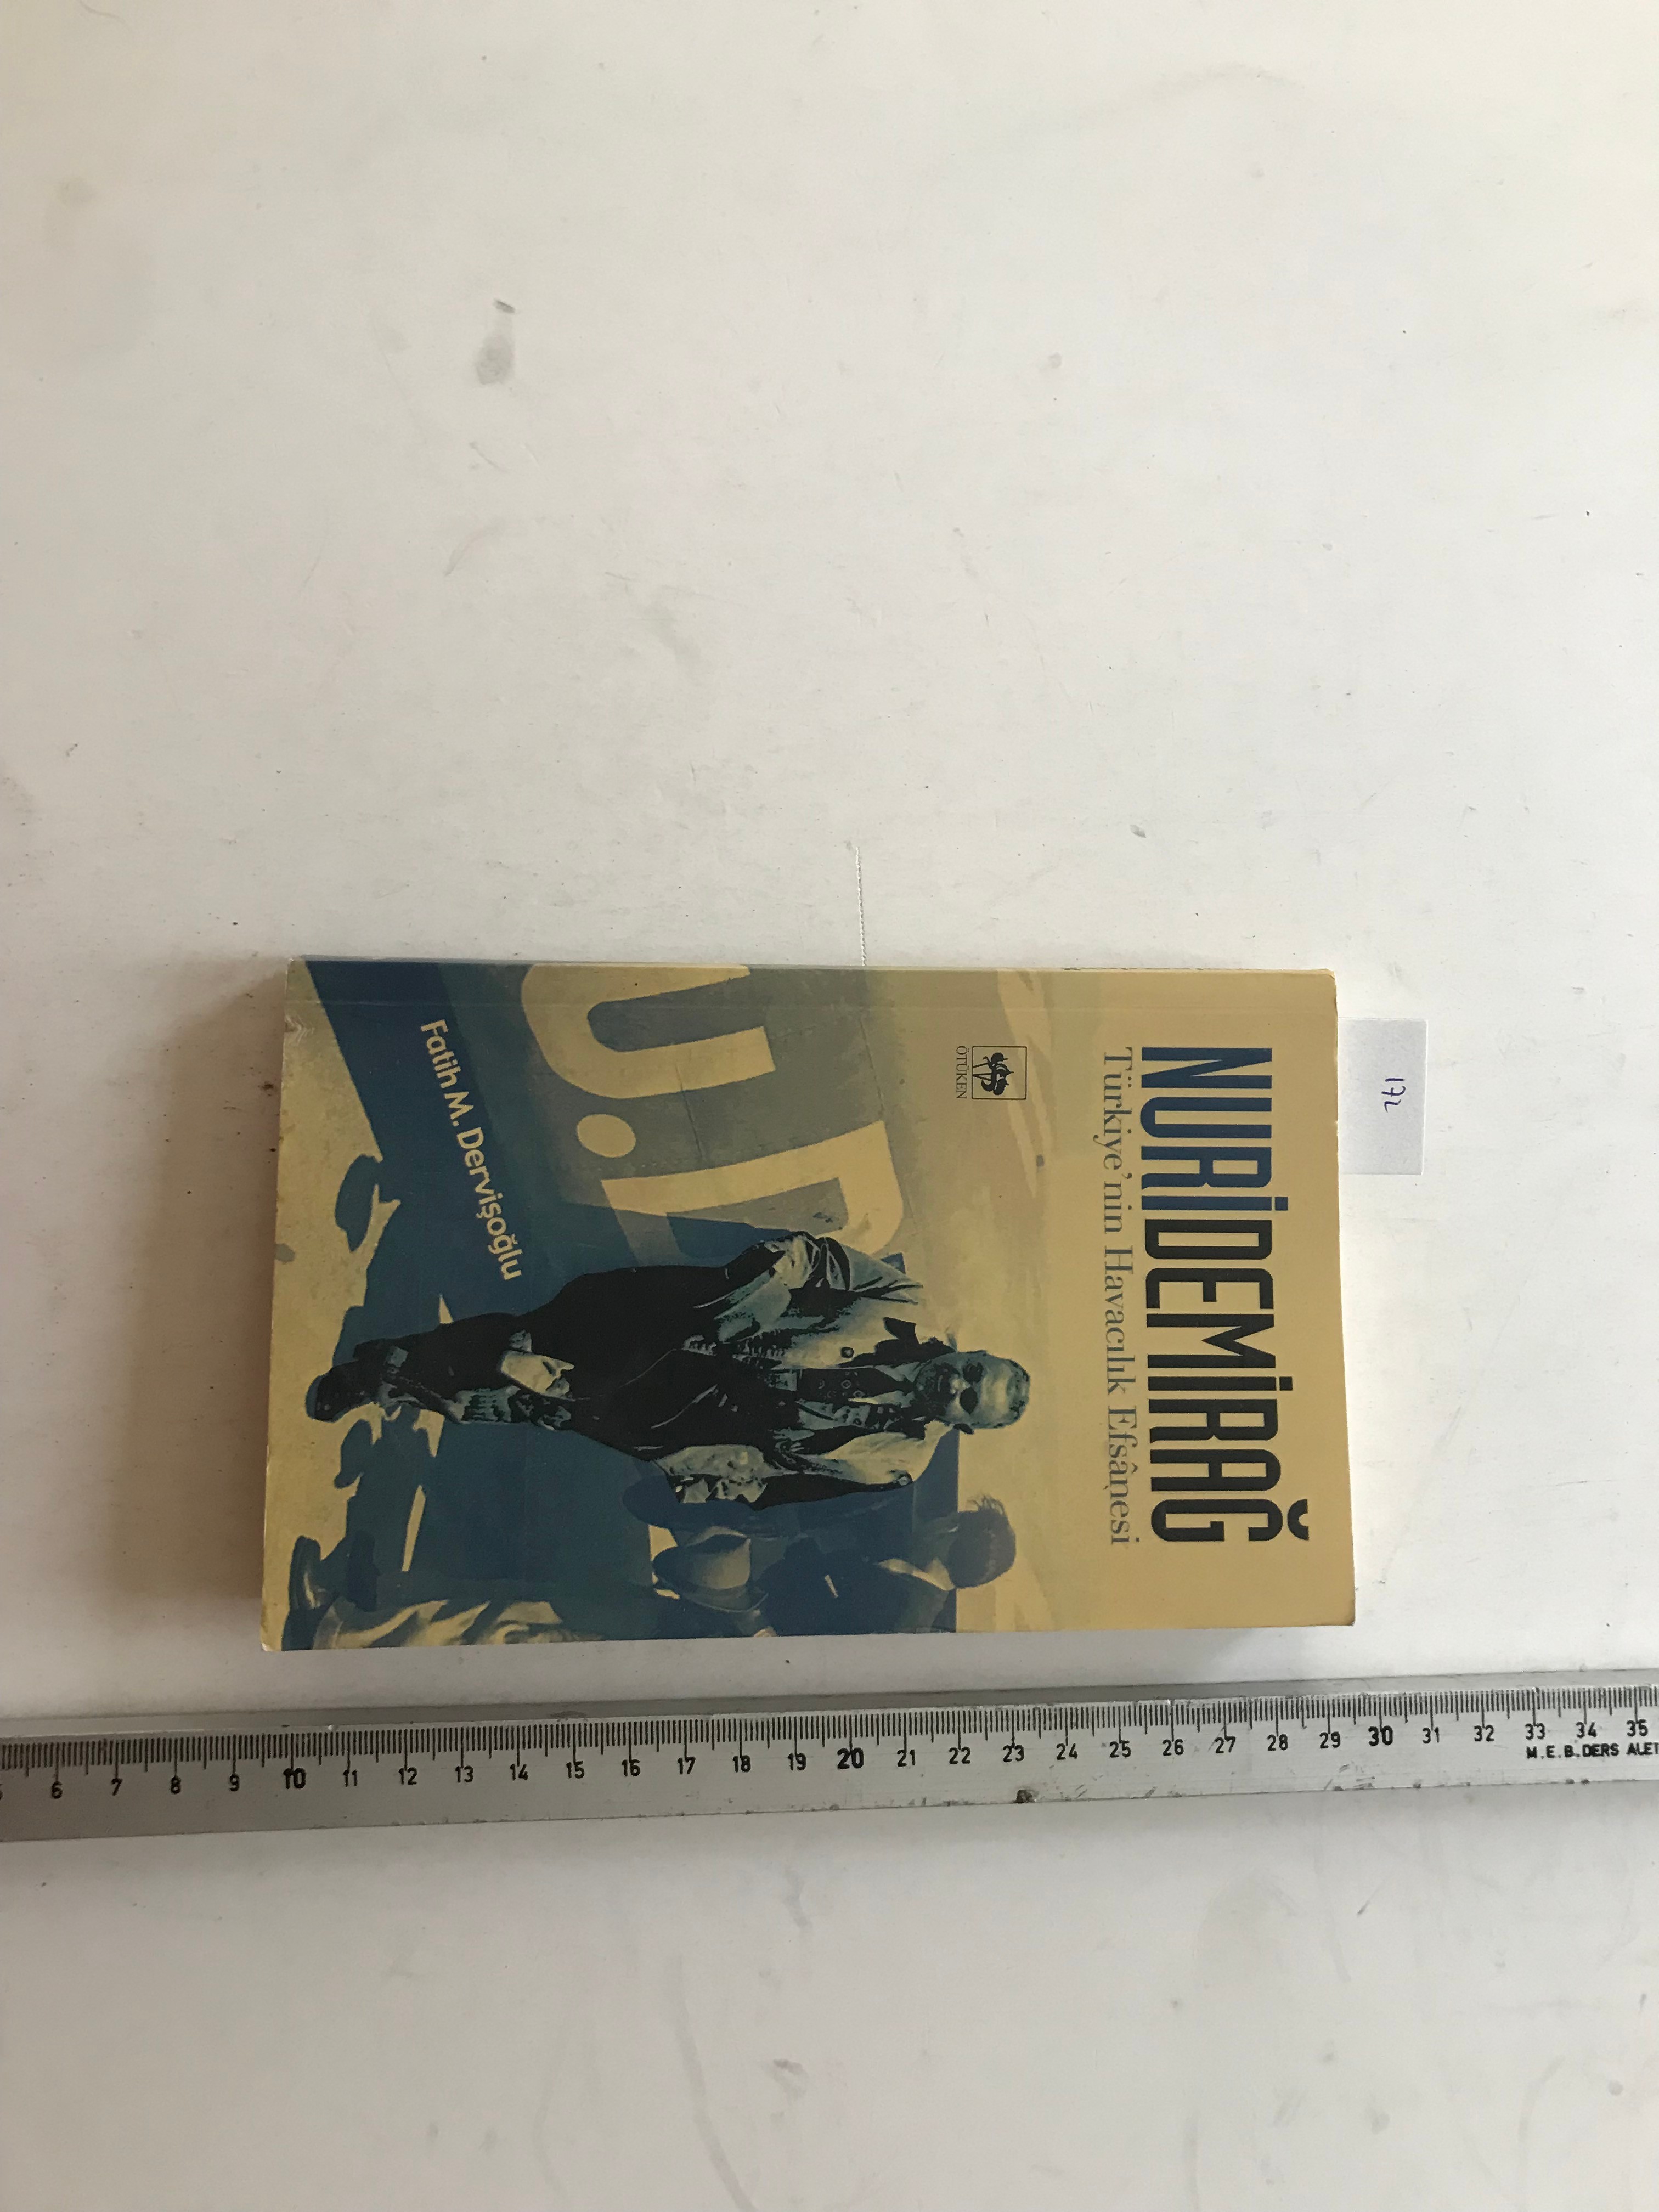 172
NURİDEMİRAĞ
Türkiye'nin Havacılık Efsânesi
ÖTÜKEN
U.D
Fatih M. Dervişoğlu
6 7 8 9 10 11 12 13 14 15 16 17 18 19 20 21 22 23 24 25 26 27 28 29 30 31 32 33 34 35
M.E.B. DERS ALET